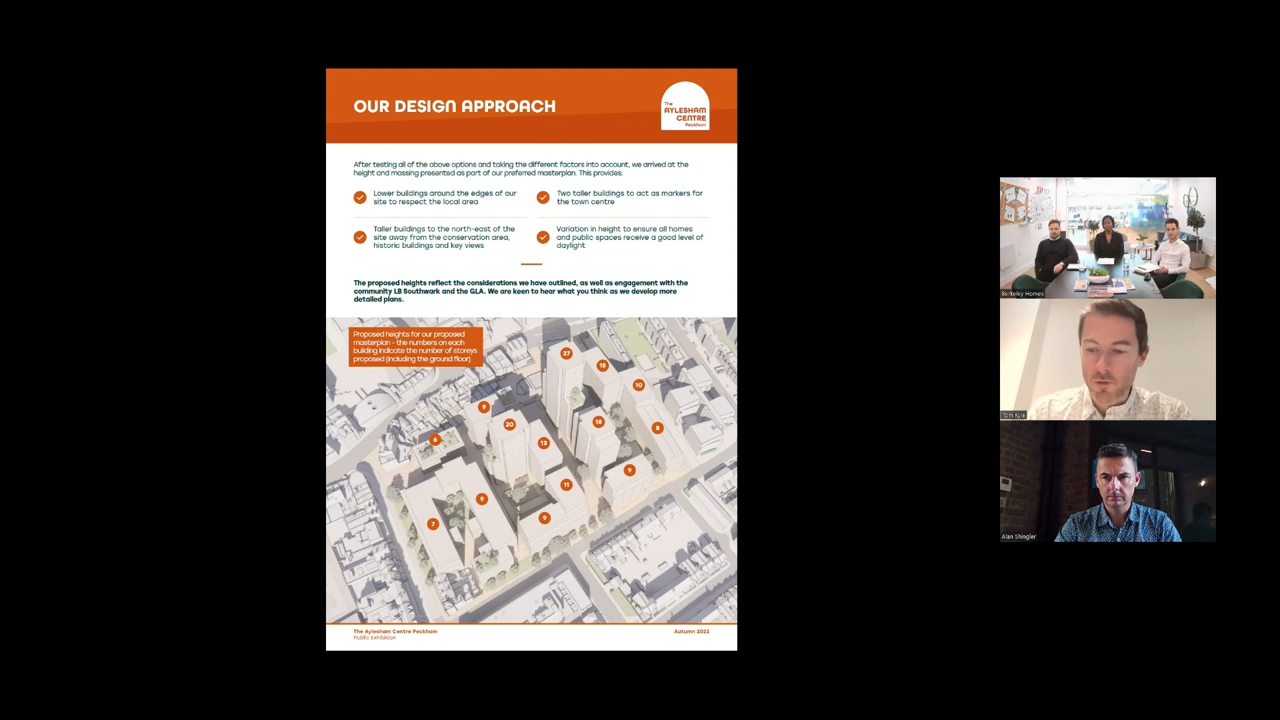 OUR DESIGN APPROACH
The
AYLESHAM
CENTRE
Peckham
After testing all of the above options and taking the different factors into account, we arrived at the
height and massing presented as part of our preferred masterplan. This provides:
Lower buildings around the edges of our
site to respect the local area
Two taller buildings to act as markers for
the town centre
Taller buildings to the north-east of the
site away from the conservation area,
historic buildings and key views
Variation in height to ensure all homes
and public spaces receive a good level of
daylight
The proposed heights reflect the considerations we have outlined, as well as engagement with the
community LB Southwark and the GLA. We are keen to hear what you think as we develop more
detailed plans.
Proposed heights for our proposed
masterplan - the numbers on each
building indicate the number of storeys
proposed (including the ground floor)
27
10
9
20
8
6
13
9
11
9
7
9
The Aylesham Centre Peckham
Public Exhibition
Autumn 2022
Berkeley Homes
Tom Kyle
Alan Shingler